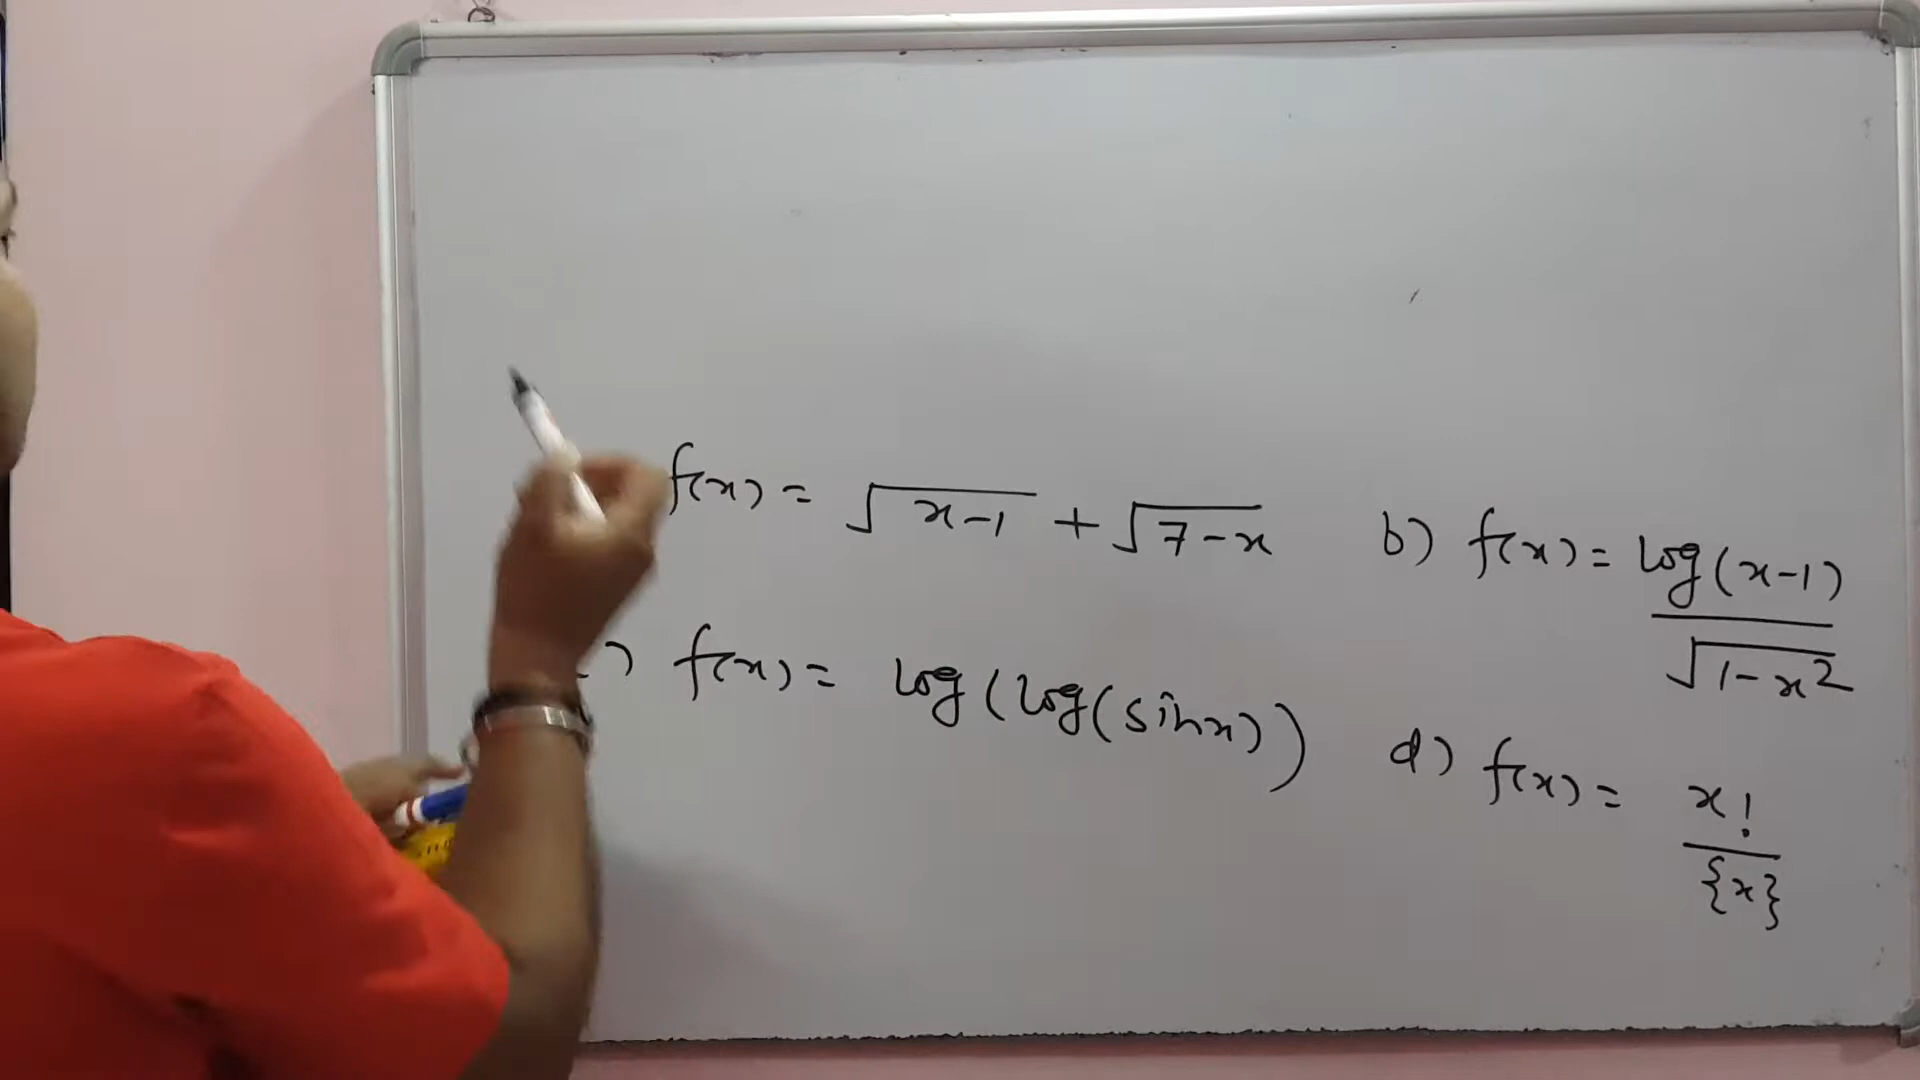 f(x) = √(x-1) + √(7-x)
b) f(x) = log(x-1) / √(1-x²)
) f(x) = log(log(sinx))
d) f(x) = x! / {x}